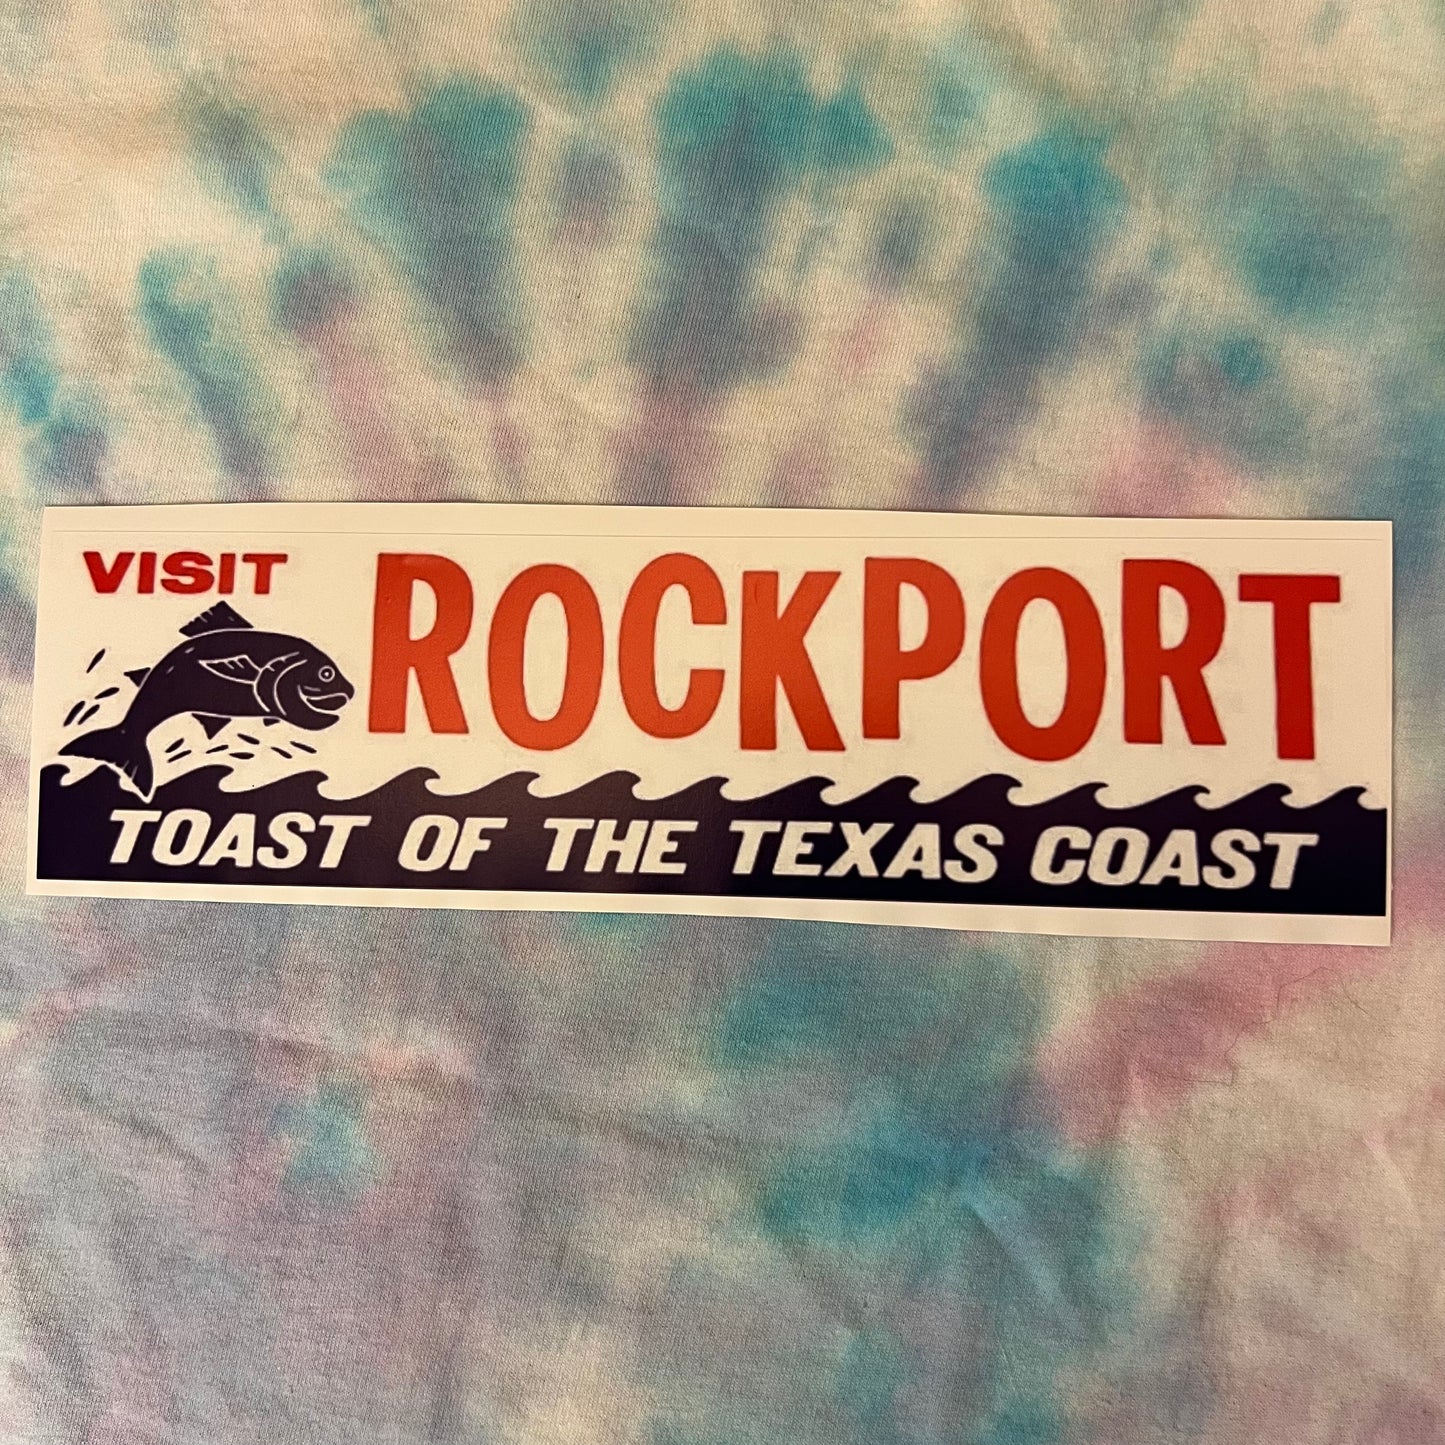 VISIT
ROCKPORT
TOAST OF THE TEXAS COAST